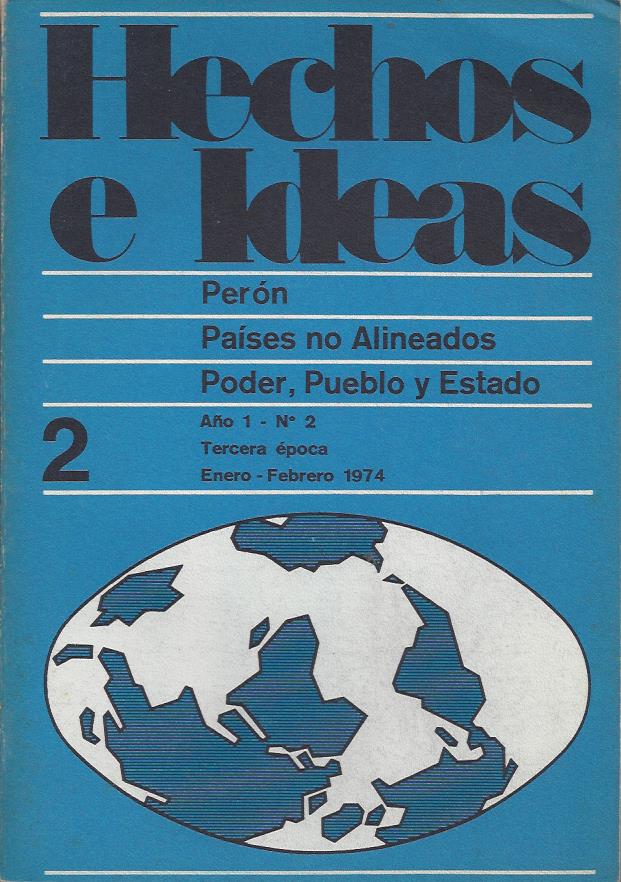 Hechos
e Ideas
Perón
Países no Alineados
Poder, Pueblo y Estado
2
Año 1 - N° 2
Tercera época
Enero - Febrero 1974